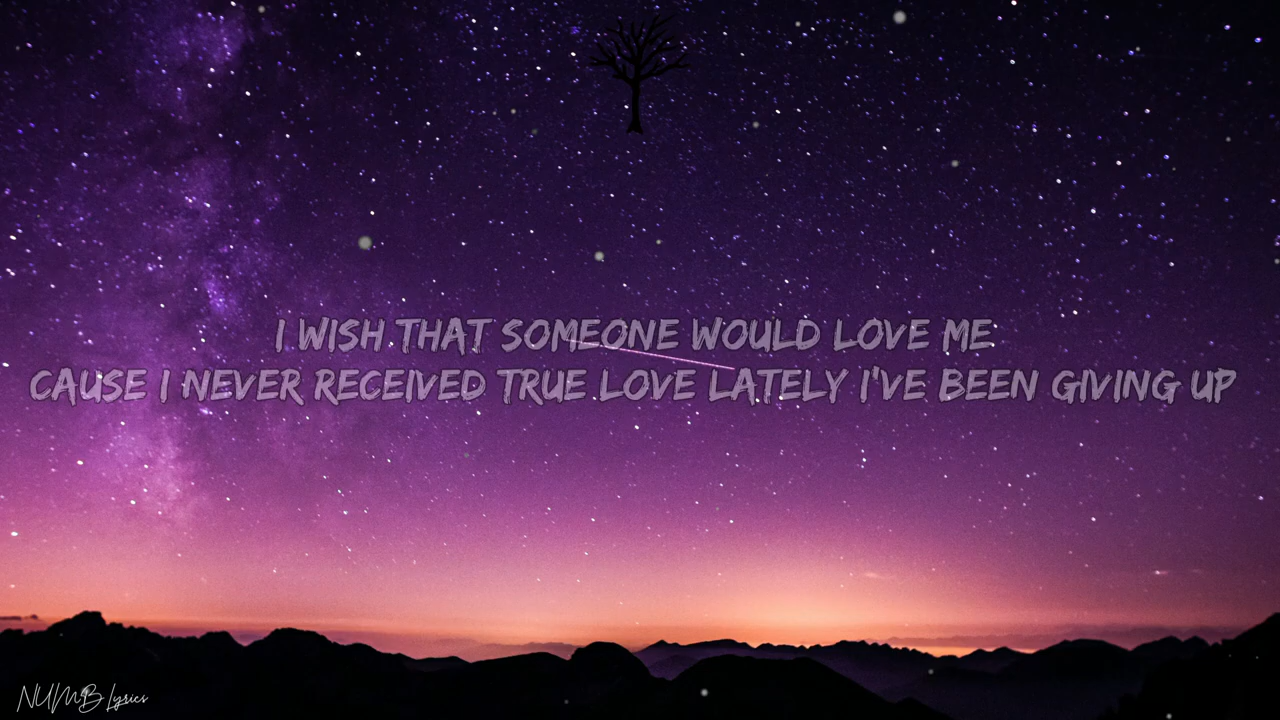 I WISH THAT SOMEONE WOULD LOVE ME
CAUSE I NEVER RECEIVED TRUE LOVE LATELY I'VE BEEN GIVING UP
NUMB Lyrics